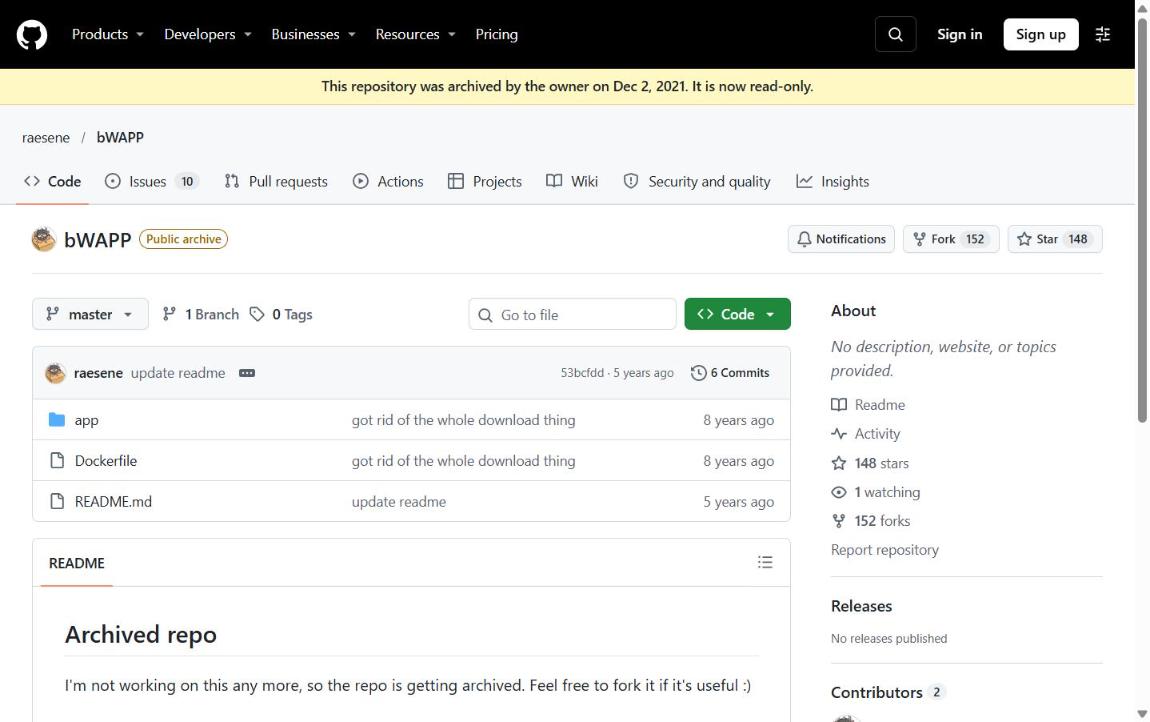 Products Developers Businesses Resources Pricing Sign in Sign up
This repository was archived by the owner on Dec 2, 2021. It is now read-only.
raesene / bWAPP
Code Issues 10 Pull requests Actions Projects Wiki Security and quality Insights
bWAPP Public archive Notifications Fork 152 Star 148
master 1 Branch 0 Tags Go to file Code
raesene update readme 53bcfdd · 5 years ago 6 Commits
app got rid of the whole download thing 8 years ago
Dockerfile got rid of the whole download thing 8 years ago
README.md update readme 5 years ago
README
Archived repo
I'm not working on this any more, so the repo is getting archived. Feel free to fork it if it's useful :)
About
No description, website, or topics
provided.
Readme
Activity
148 stars
1 watching
152 forks
Report repository
Releases
No releases published
Contributors 2